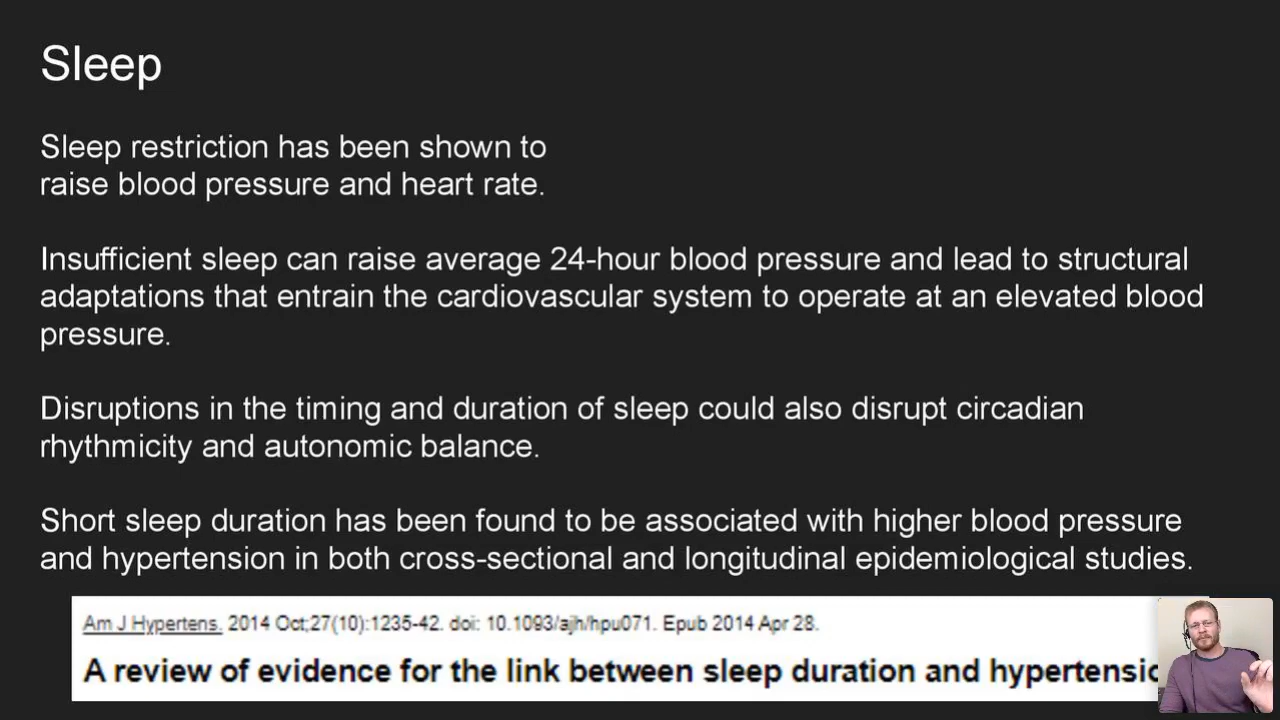 Sleep
Sleep restriction has been shown to
raise blood pressure and heart rate.
Insufficient sleep can raise average 24-hour blood pressure and lead to structural
adaptations that entrain the cardiovascular system to operate at an elevated blood
pressure.
Disruptions in the timing and duration of sleep could also disrupt circadian
rhythmicity and autonomic balance.
Short sleep duration has been found to be associated with higher blood pressure
and hypertension in both cross-sectional and longitudinal epidemiological studies.
Am J Hypertens. 2014 Oct;27(10):1235-42. doi: 10.1093/ajh/hpu071. Epub 2014 Apr 28.
A review of evidence for the link between sleep duration and